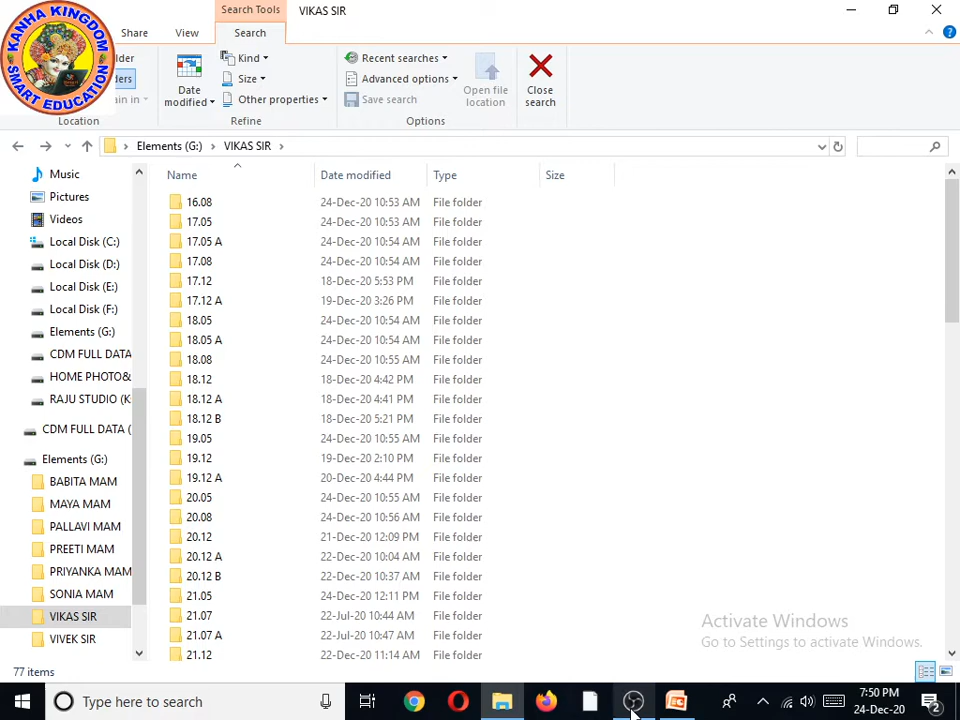 Search Tools VIKAS SIR
Share View Search
KANHA KINGDOM
SMART EDUCATION
Kind
Size
Other properties
Date
modified
Recent searches
Advanced options
Save search
Open file
location
Close
search
Location Refine Options
Elements (G:) VIKAS SIR
Name Date modified Type Size
Music
Pictures
Videos
Local Disk (C:)
Local Disk (D:)
Local Disk (E:)
Local Disk (F:)
Elements (G:)
CDM FULL DATA
HOME PHOTO&
RAJU STUDIO (K
CDM FULL DATA (
Elements (G:)
BABITA MAM
MAYA MAM
PALLAVI MAM
PREETI MAM
PRIYANKA MAM
SONIA MAM
VIKAS SIR
VIVEK SIR
16.08 24-Dec-20 10:53 AM File folder
17.05 24-Dec-20 10:53 AM File folder
17.05 A 24-Dec-20 10:54 AM File folder
17.08 24-Dec-20 10:54 AM File folder
17.12 18-Dec-20 5:53 PM File folder
17.12 A 19-Dec-20 3:26 PM File folder
18.05 24-Dec-20 10:54 AM File folder
18.05 A 24-Dec-20 10:54 AM File folder
18.08 24-Dec-20 10:55 AM File folder
18.12 18-Dec-20 4:42 PM File folder
18.12 A 18-Dec-20 4:41 PM File folder
18.12 B 18-Dec-20 5:21 PM File folder
19.05 24-Dec-20 10:55 AM File folder
19.12 19-Dec-20 2:10 PM File folder
19.12 A 20-Dec-20 4:44 PM File folder
20.05 24-Dec-20 10:55 AM File folder
20.08 24-Dec-20 10:56 AM File folder
20.12 21-Dec-20 12:09 PM File folder
20.12 A 22-Dec-20 10:04 AM File folder
20.12 B 22-Dec-20 10:37 AM File folder
21.05 24-Dec-20 12:11 PM File folder
21.07 22-Jul-20 10:44 AM File folder
21.07 A 22-Jul-20 10:47 AM File folder
21.12 22-Dec-20 11:14 AM File folder
Activate Windows
Go to Settings to activate Windows.
77 items
Type here to search
7:50 PM
24-Dec-20
2